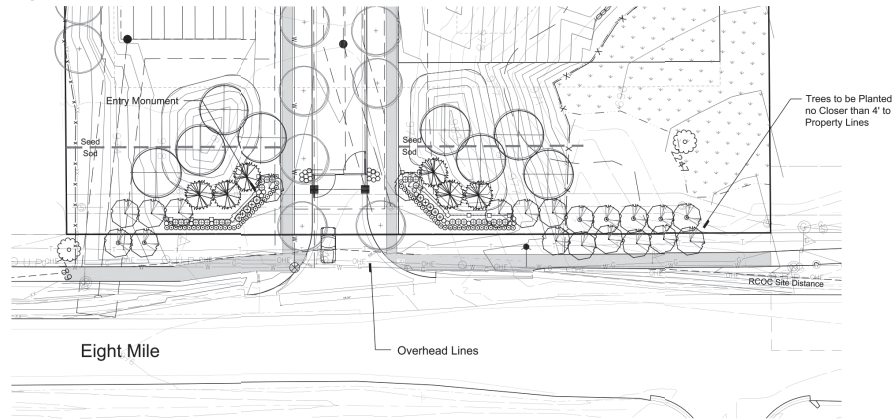 Entry Monument
Seed
Sod
Seed
Sod
Trees to be Planted
no Closer than 4' to
Property Lines
247
RCOC Site Distance
Eight Mile
Overhead Lines